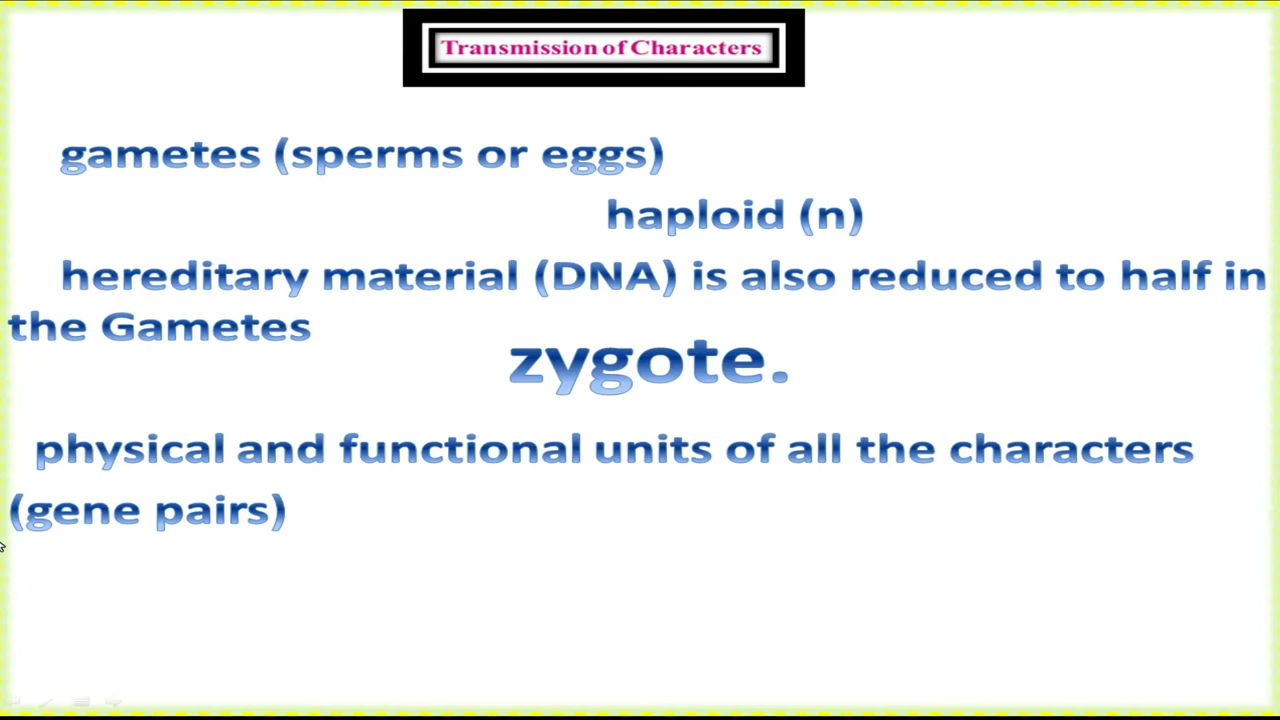 Transmission of Characters
gametes (sperms or eggs)
haploid (n)
hereditary material (DNA) is also reduced to half in
the Gametes
zygote.
physical and functional units of all the characters
(gene pairs)